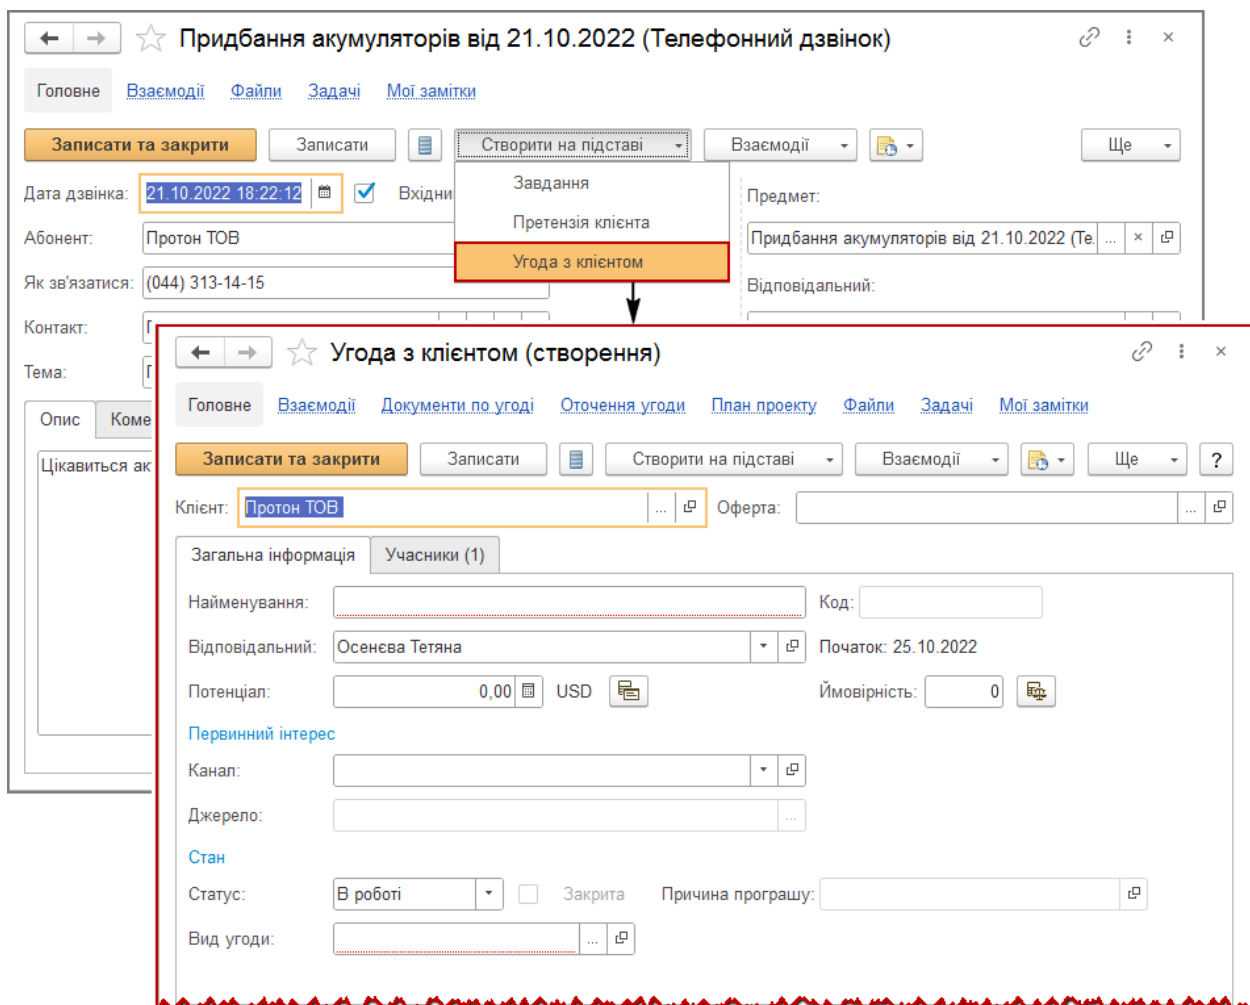 Придбання акумуляторів від 21.10.2022 (Телефонний дзвінок)
Головне Взаємодії Файли Задачі Мої замітки
Записати та закрити Записати Створити на підставі Взаємодії Ще
Завдання
Претензія клієнта
Угода з клієнтом
Дата дзвінка: 21.10.2022 18:22:12 Вхідни Предмет:
Абонент: Протон ТОВ Придбання акумуляторів від 21.10.2022 (Те. ...
Як зв'язатися: (044) 313-14-15 Відповідальний:
Контакт:
Тема:
Опис Коме
Цікавиться ак
Угода з клієнтом (створення)
Головне Взаємодії Документи по угоді Оточення угоди План проекту Файли Задачі Мої замітки
Записати та закрити Записати Створити на підставі Взаємодії Ще ?
Клієнт: Протон ТОВ ... Оферта: ...
Загальна інформація Учасники (1)
Найменування: Код:
Відповідальний: Осенєва Тетяна Початок: 25.10.2022
Потенціал: 0,00 USD Ймовірність: 0
Первинний інтерес
Канал:
Джерело: ...
Стан
Статус: В роботі Закрита Причина програшу:
Вид угоди: ...